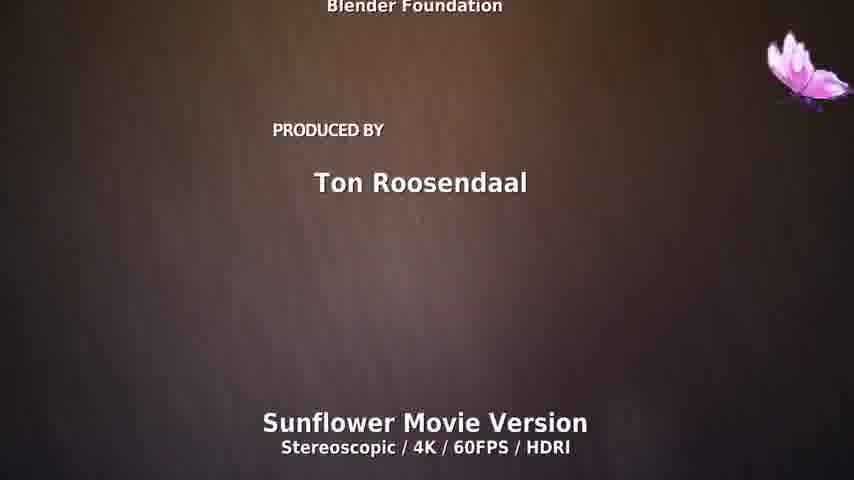 Blender Foundation
PRODUCED BY
Ton Roosendaal
Sunflower Movie Version
Stereoscopic / 4K / 60FPS / HDRI